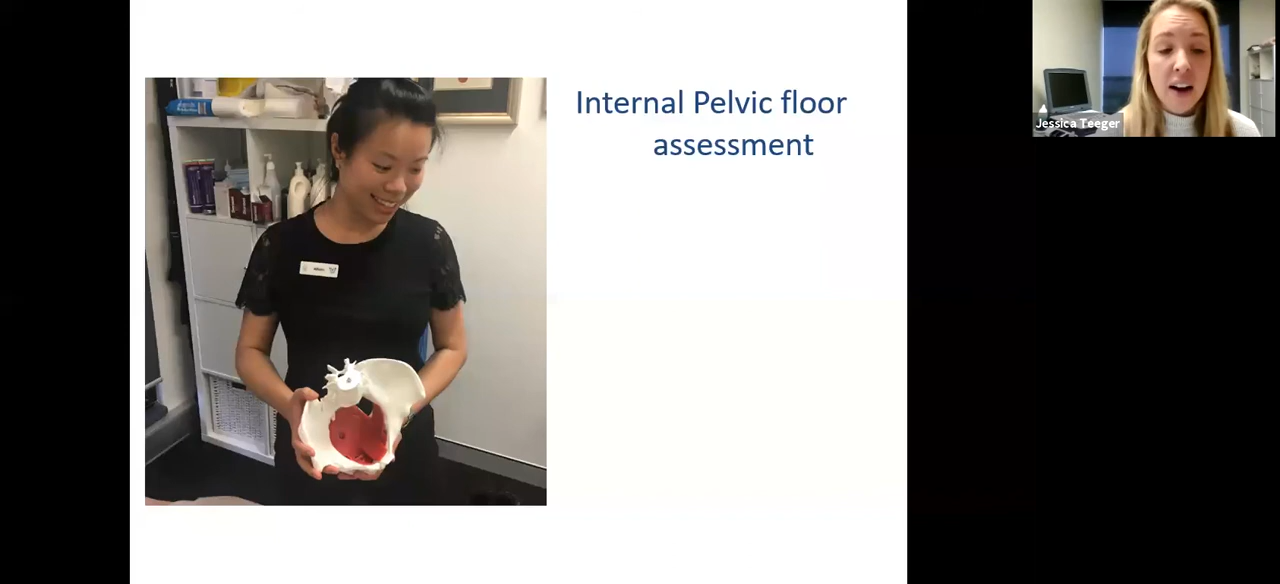 Internal Pelvic floor
assessment
Jessica Teeger